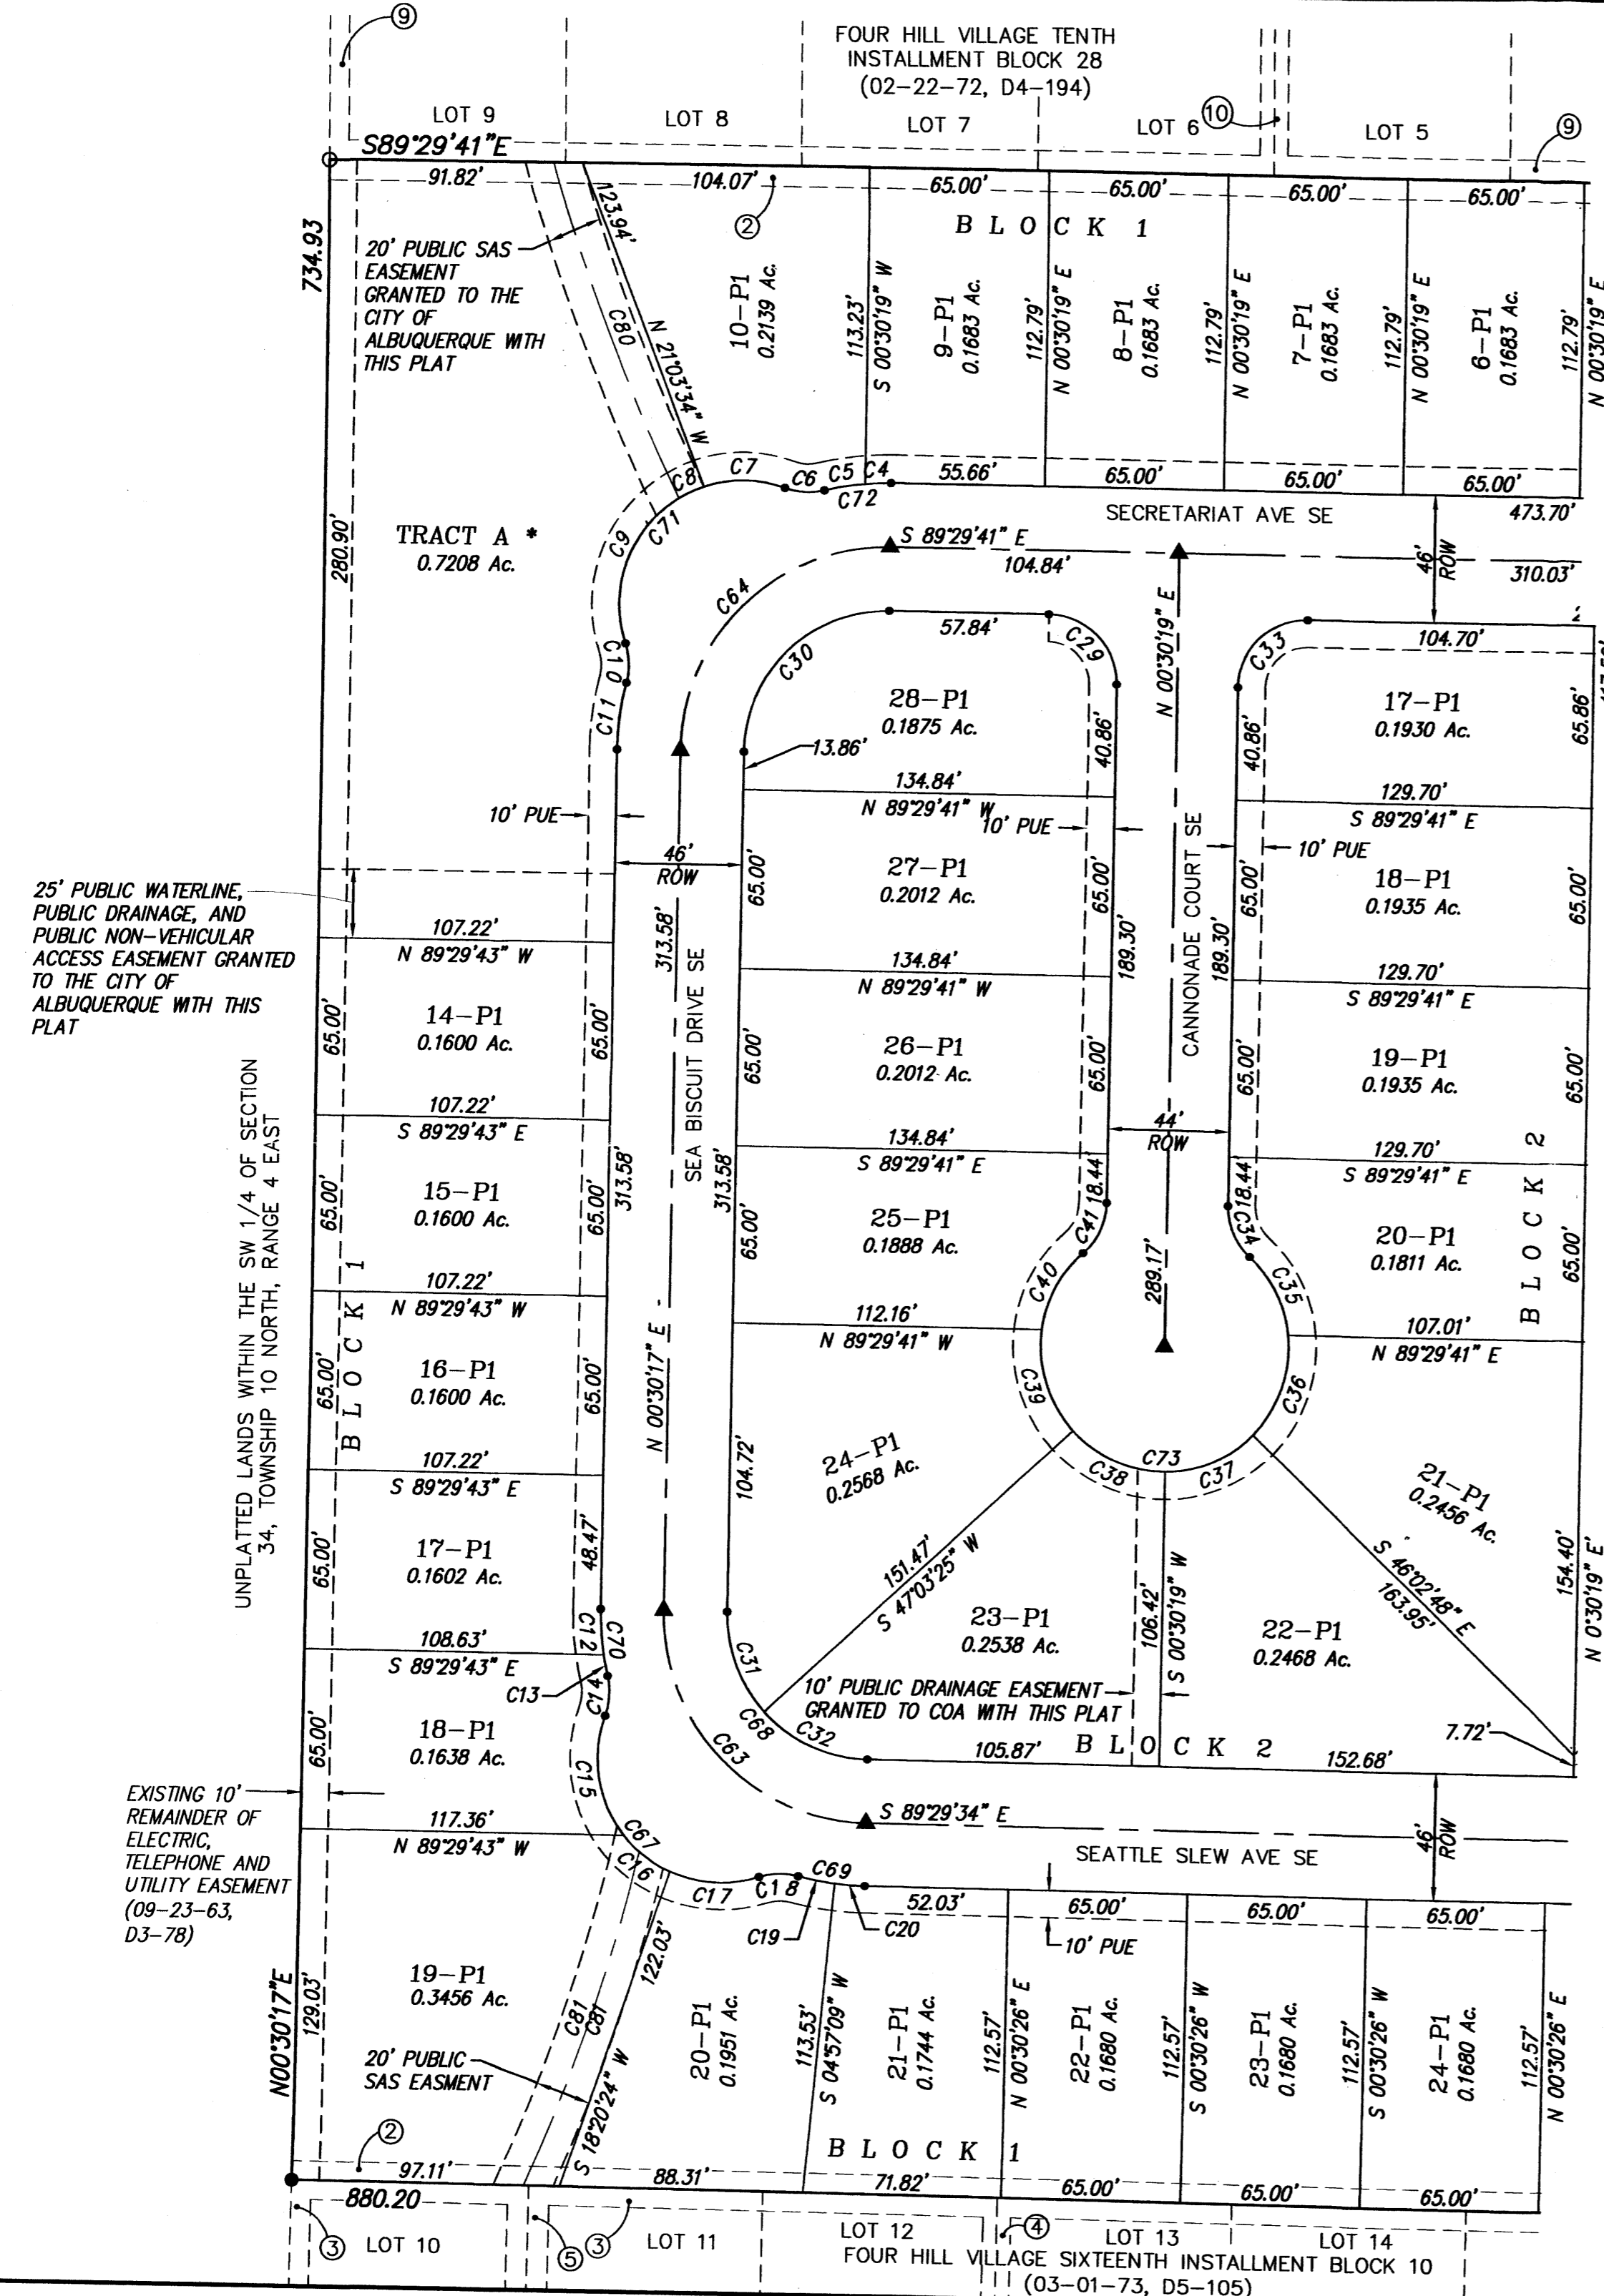 ⑨
FOUR HILL VILLAGE TENTH
INSTALLMENT BLOCK 28
(02-22-72, D4-194)
LOT 9
LOT 8
LOT 7
LOT 6
⑩
LOT 5
⑨
S89°29'41"E
91.82'
104.07'
65.00'
65.00'
65.00'
65.00'
②
BLOCK 1
734.93
20' PUBLIC SAS
EASEMENT
GRANTED TO THE
CITY OF
ALBUQUERQUE WITH
THIS PLAT
123.94'
N 21°03'34" W
C80
10-P1
0.2139 Ac.
113.23'
S 00°30'19" W
9-P1
0.1683 Ac.
112.79'
N 00°30'19" E
8-P1
0.1683 Ac.
112.79'
N 00°30'19" E
7-P1
0.1683 Ac.
112.79'
N 00°30'19" E
6-P1
0.1683 Ac.
112.79'
N 00°30'19" E
C8
C7
C6
C5
C4
C72
55.66'
65.00'
65.00'
65.00'
473.70'
SECRETARIAT AVE SE
C71
C9
TRACT A *
0.7208 Ac.
280.90'
S 89°29'41" E
104.84'
46'
ROW
310.03'
C64
C10
C11
C30
57.84'
C29
N 00°30'19" E
C33
104.70'
28-P1
0.1875 Ac.
13.86'
40.86'
40.86'
17-P1
0.1930 Ac.
65.86'
134.84'
N 89°29'41" W
129.70'
S 89°29'41" E
10' PUE
10' PUE
10' PUE
46'
ROW
65.00'
27-P1
0.2012 Ac.
65.00'
CANNONADE COURT SE
65.00'
18-P1
0.1935 Ac.
65.00'
25' PUBLIC WATERLINE,
PUBLIC DRAINAGE, AND
PUBLIC NON-VEHICULAR
ACCESS EASEMENT GRANTED
TO THE CITY OF
ALBUQUERQUE WITH THIS
PLAT
107.22'
N 89°29'43" W
313.58'
SEA BISCUIT DRIVE SE
134.84'
N 89°29'41" W
189.30'
189.30'
129.70'
S 89°29'41" E
65.00'
14-P1
0.1600 Ac.
65.00'
65.00'
26-P1
0.2012 Ac.
65.00'
65.00'
19-P1
0.1935 Ac.
65.00'
UNPLATTED LANDS WITHIN THE SW 1/4 OF SECTION
34, TOWNSHIP 10 NORTH, RANGE 4 EAST
107.22'
S 89°29'43" E
134.84'
S 89°29'41" E
44'
ROW
129.70'
S 89°29'41" E
BLOCK 2
65.00'
15-P1
0.1600 Ac.
65.00'
313.58'
313.58'
65.00'
25-P1
0.1888 Ac.
18.44'
C41
18.44'
C34
20-P1
0.1811 Ac.
65.00'
C40
C35
289.17'
BLOCK 1
107.22'
N 89°29'43" W
N 00°30'17" E
112.16'
N 89°29'41" W
107.01'
N 89°29'41" E
65.00'
16-P1
0.1600 Ac.
65.00'
C39
C36
107.22'
S 89°29'43" E
104.72'
24-P1
0.2568 Ac.
C38
C73
C37
21-P1
0.2456 Ac.
65.00'
17-P1
0.1602 Ac.
48.47'
151.47'
S 47°03'25" W
106.42'
S 00°30'19" W
S 46°02'48" E
163.95'
154.40'
N 0°30'19" E'
C12
C70
108.63'
S 89°29'43" E
C13
C14
C31
23-P1
0.2538 Ac.
22-P1
0.2468 Ac.
10' PUBLIC DRAINAGE EASEMENT
GRANTED TO COA WITH THIS PLAT
65.00'
18-P1
0.1638 Ac.
C68
C32
C63
105.87'
BLOCK 2
152.68'
7.72'
C15
EXISTING 10'
REMAINDER OF
ELECTRIC,
TELEPHONE AND
UTILITY EASEMENT
(09-23-63,
D3-78)
117.36'
N 89°29'43" W
C67
C16
S 89°29'34" E
SEATTLE SLEW AVE SE
46'
ROW
C17
C18
C69
C19
C20
52.03'
65.00'
65.00'
65.00'
10' PUE
N00°30'17"E
129.03'
19-P1
0.3456 Ac.
C81
C81
122.03'
S 18°20'24" W
20' PUBLIC
SAS EASMENT
20-P1
0.1951 Ac.
113.53'
S 04°57'09" W
21-P1
0.1744 Ac.
112.57'
N 00°30'26" E
22-P1
0.1680 Ac.
112.57'
S 00°30'26" W
23-P1
0.1680 Ac.
112.57'
S 00°30'26" W
24-P1
0.1680 Ac.
112.57'
N 00°30'26" E
②
BLOCK 1
97.11'
88.31'
71.82'
65.00'
65.00'
65.00'
880.20
③
LOT 10
⑤
③
LOT 11
LOT 12
④
LOT 13
LOT 14
FOUR HILL VILLAGE SIXTEENTH INSTALLMENT BLOCK 10
(03-01-73, D5-105)